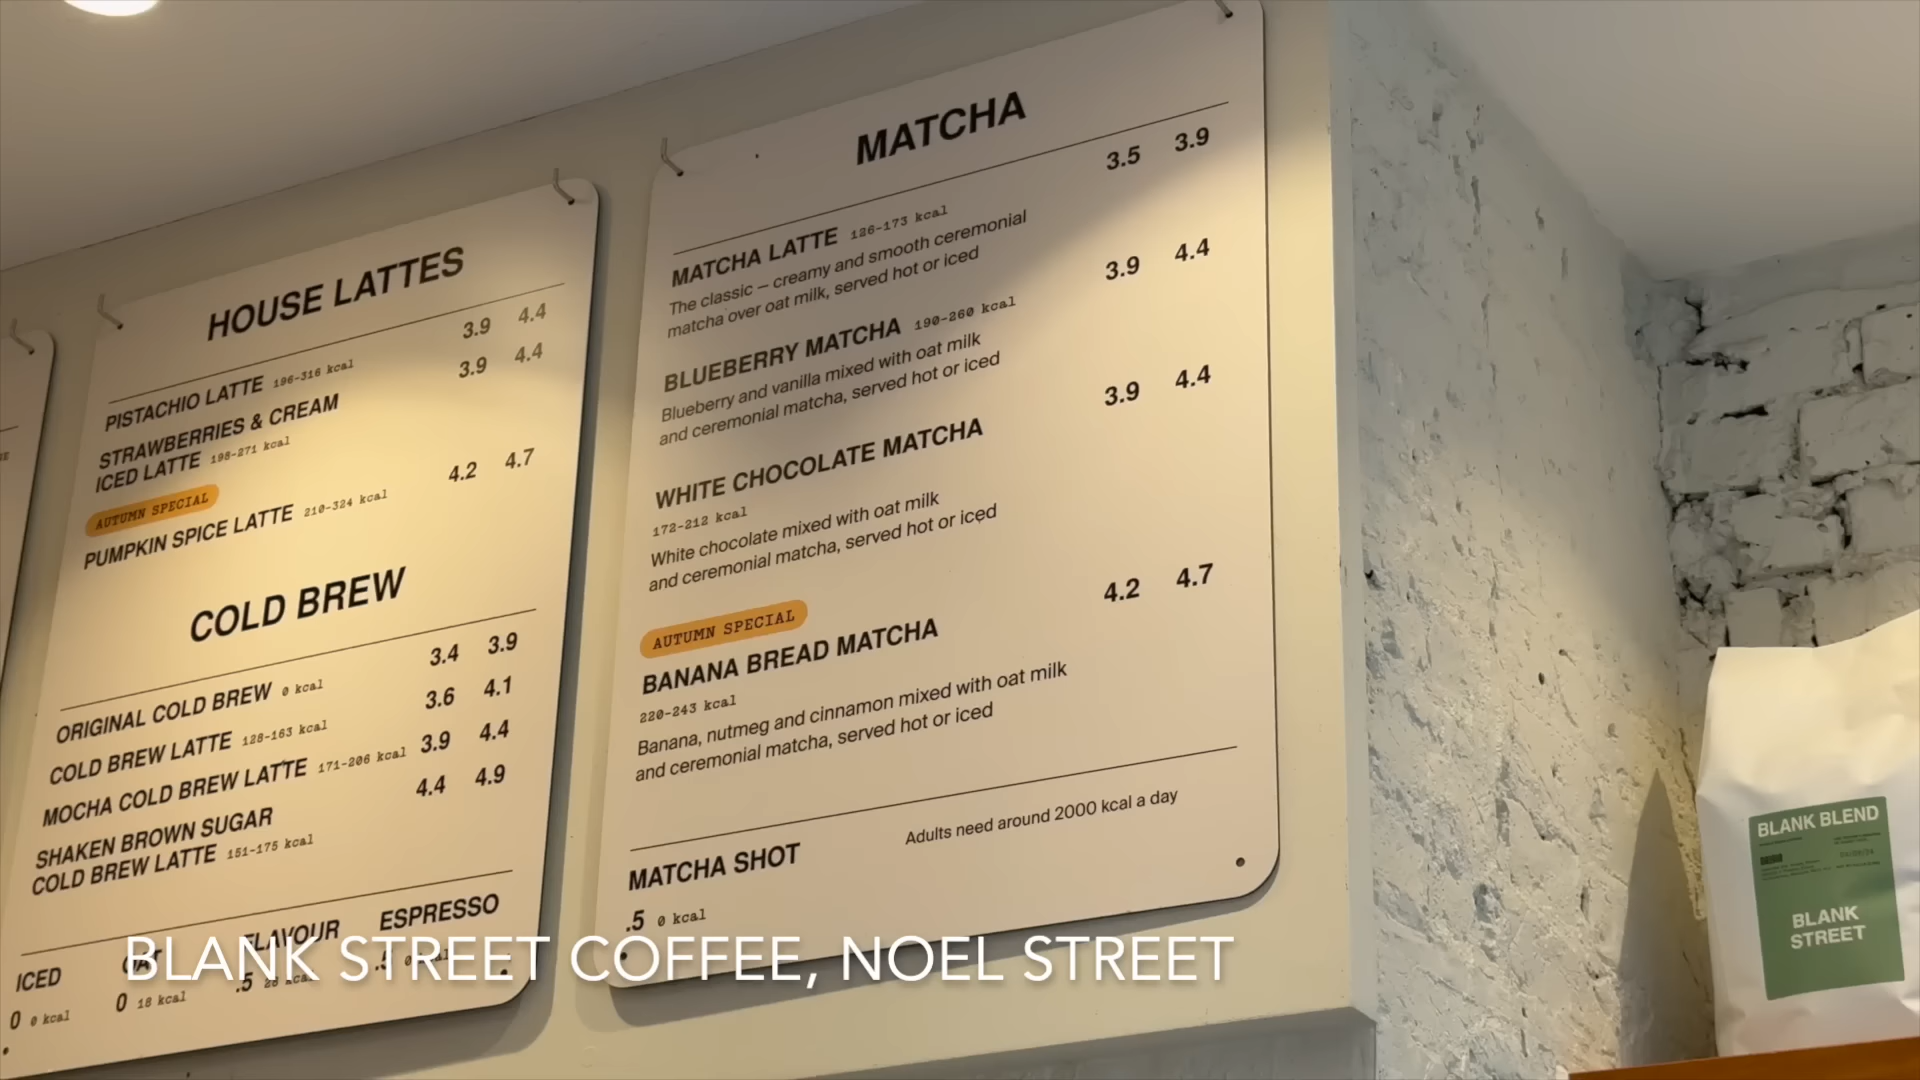 HOUSE LATTES
PISTACHIO LATTE 196-316 kcal 3.9 4.4
STRAWBERRIES & CREAM 3.9 4.4
ICED LATTE 198-271 kcal
AUTUMN SPECIAL
PUMPKIN SPICE LATTE 210-324 kcal 4.2 4.7
COLD BREW
ORIGINAL COLD BREW 0 kcal 3.4 3.9
COLD BREW LATTE 128-163 kcal 3.6 4.1
MOCHA COLD BREW LATTE 171-206 kcal 3.9 4.4
SHAKEN BROWN SUGAR 4.4 4.9
COLD BREW LATTE 151-175 kcal
ICED FLAVOUR ESPRESSO
0 0 kcal 0 18 kcal .5 .5
MATCHA
MATCHA LATTE 126-173 kcal 3.5 3.9
The classic – creamy and smooth ceremonial
matcha over oat milk, served hot or iced
BLUEBERRY MATCHA 190-260 kcal 3.9 4.4
Blueberry and vanilla mixed with oat milk
and ceremonial matcha, served hot or iced
WHITE CHOCOLATE MATCHA 3.9 4.4
172-212 kcal
White chocolate mixed with oat milk
and ceremonial matcha, served hot or iced
AUTUMN SPECIAL
BANANA BREAD MATCHA 4.2 4.7
220-243 kcal
Banana, nutmeg and cinnamon mixed with oat milk
and ceremonial matcha, served hot or iced
MATCHA SHOT
.5 0 kcal
Adults need around 2000 kcal a day
BLANK BLEND
BLANK
STREET
BLANK STREET COFFEE, NOEL STREET